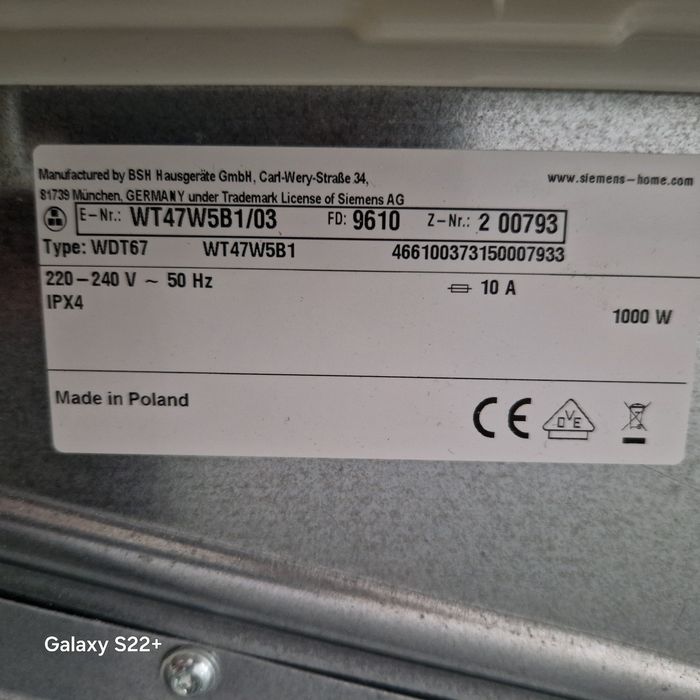 Manufactured by BSH Hausgeräte GmbH, Carl-Wery-Straße 34,
www.siemens-home.com
81739 München, GERMANY under Trademark License of Siemens AG
E-Nr.: WT47W5B1/03 FD: 9610 Z-Nr.: 2 00793
Type: WDT67 WT47W5B1 466100373150007933
220-240 V ~ 50 Hz 10 A
IPX4
1000 W
Made in Poland
CE DVE
Galaxy S22+